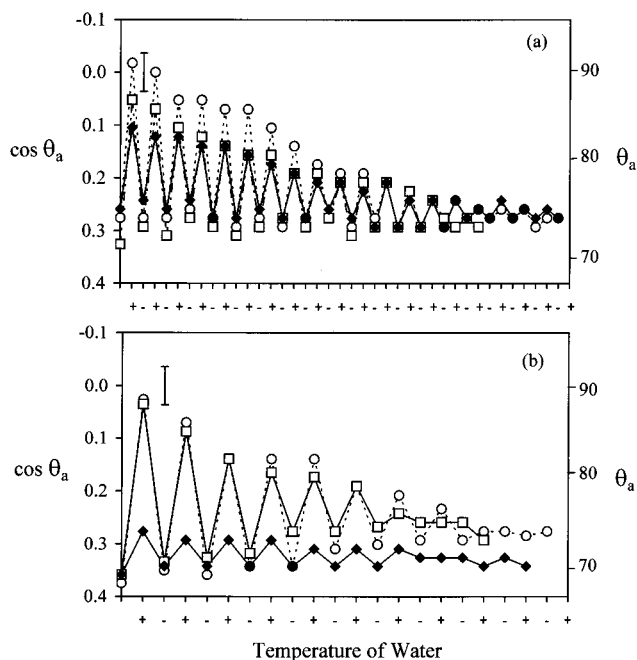 (a)
-0.1
0.0
0.1
0.2
0.3
0.4
cos θa
90
80
70
θa
+ - + - + - + - + - + - + - + - + - + - + - + - + - + - + - + - + - + - + - +
(b)
-0.1
0.0
0.1
0.2
0.3
0.4
cos θa
90
80
70
θa
+ - + - + - + - + - + - + - + - + - + - +
Temperature of Water